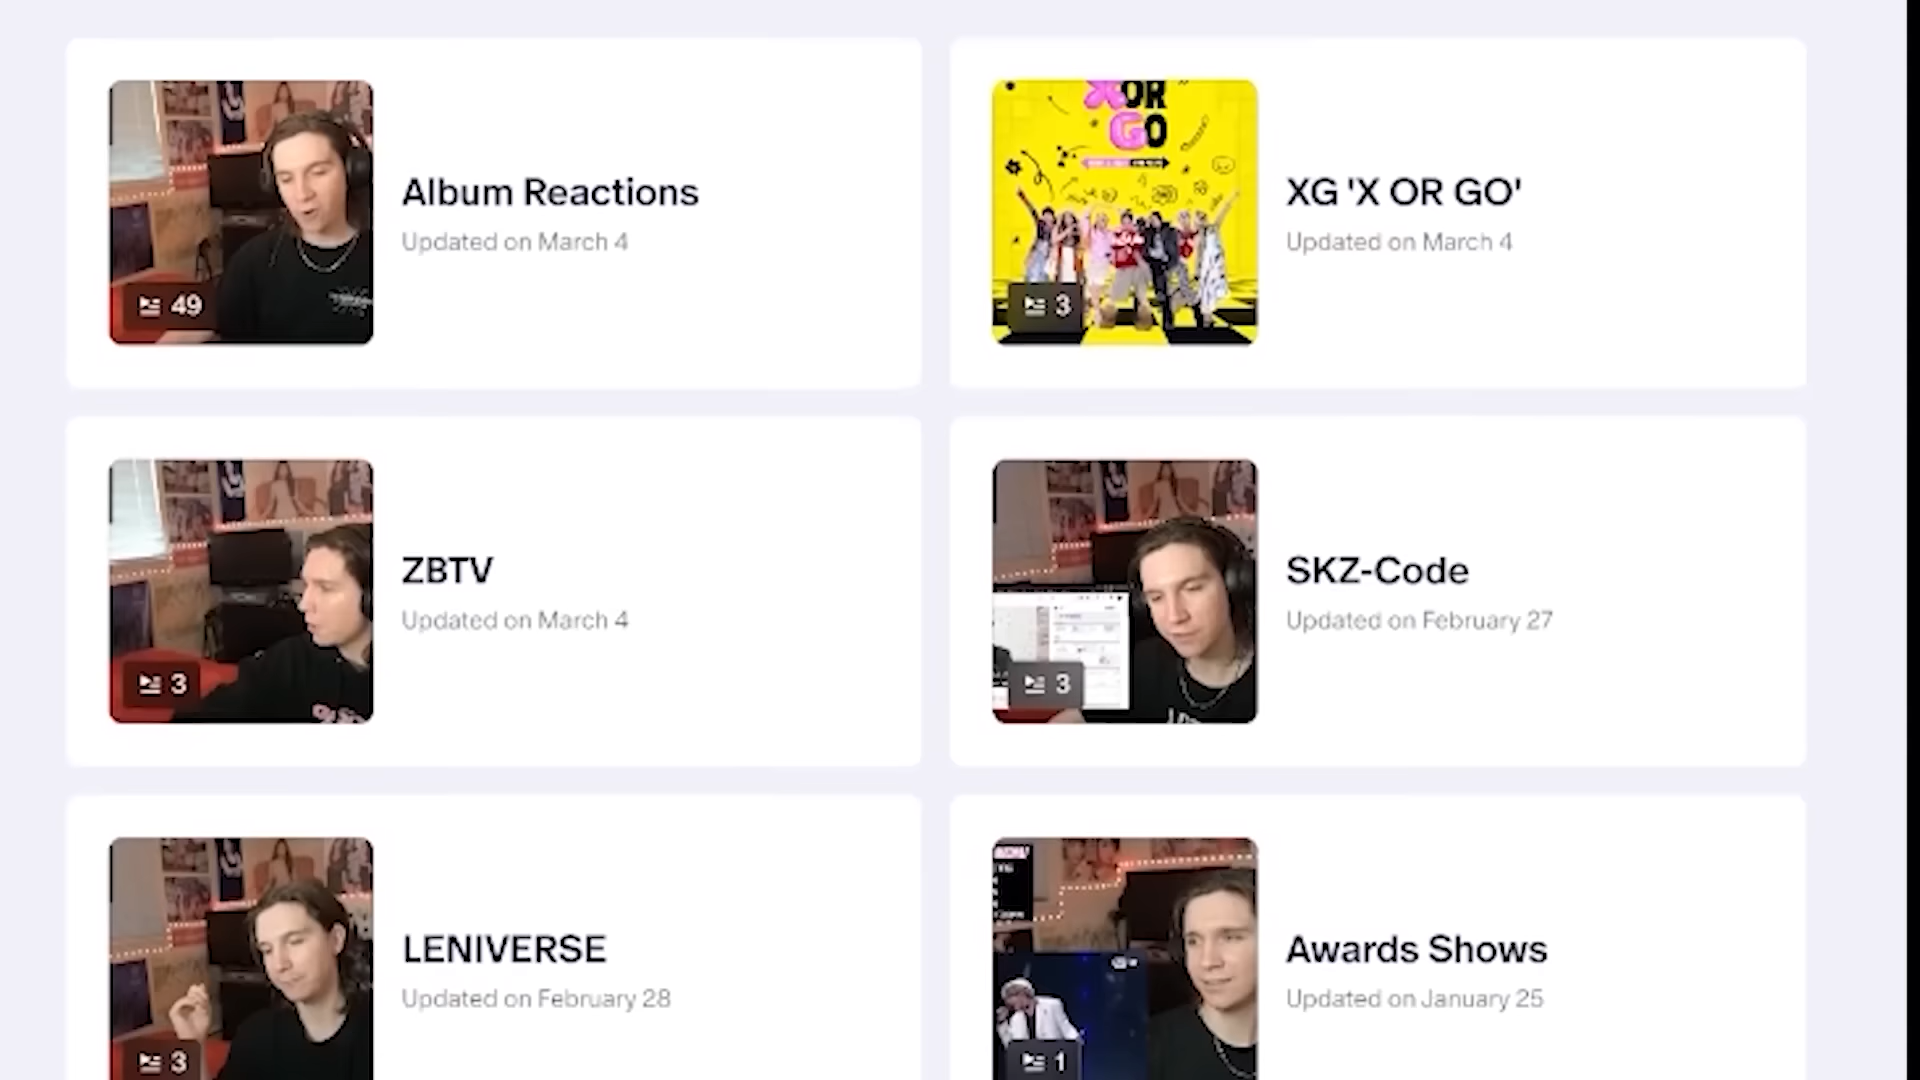 Album Reactions
Updated on March 4
49
X OR
GO
XG 'X OR GO'
Updated on March 4
3
ZBTV
Updated on March 4
3
SKZ-Code
Updated on February 27
3
LENIVERSE
Updated on February 28
3
Awards Shows
Updated on January 25
1